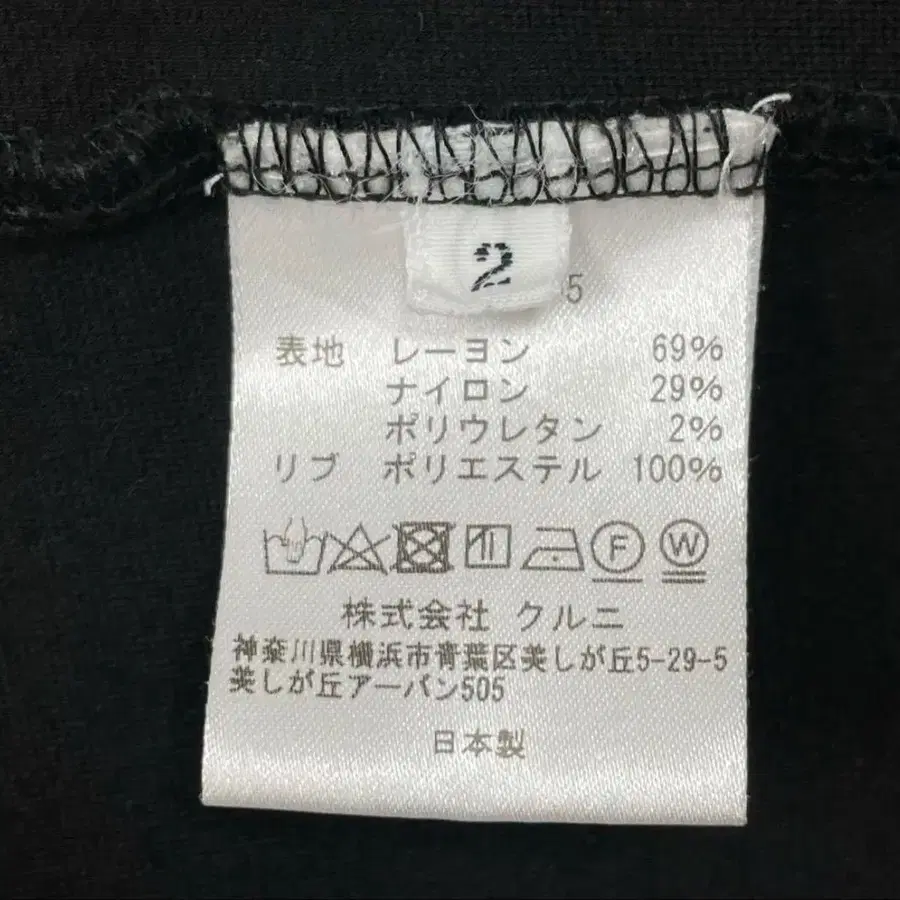 2
5
表地 レーヨン 69%
ナイロン 29%
ポリウレタン 2%
リブ ポリエステル 100%
F W
株式会社 クルニ
神奈川県横浜市青葉区美しが丘5-29-5
美しが丘アーバン505
日本製